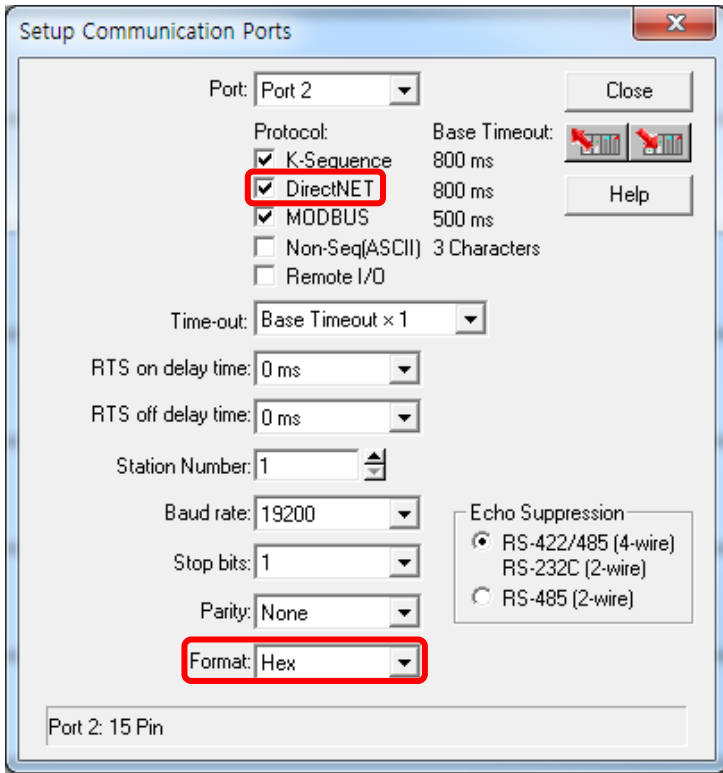 Setup Communication Ports
Port: Port 2
Close
Protocol: Base Timeout:
K-Sequence 800 ms
DirectNET 800 ms
Help
MODBUS 500 ms
Non-Seq(ASCII) 3 Characters
Remote I/O
Time-out: Base Timeout × 1
RTS on delay time: 0 ms
RTS off delay time: 0 ms
Station Number: 1
Baud rate: 19200
Echo Suppression
RS-422/485 (4-wire)
RS-232C (2-wire)
Stop bits: 1
RS-485 (2-wire)
Parity: None
Format: Hex
Port 2: 15 Pin